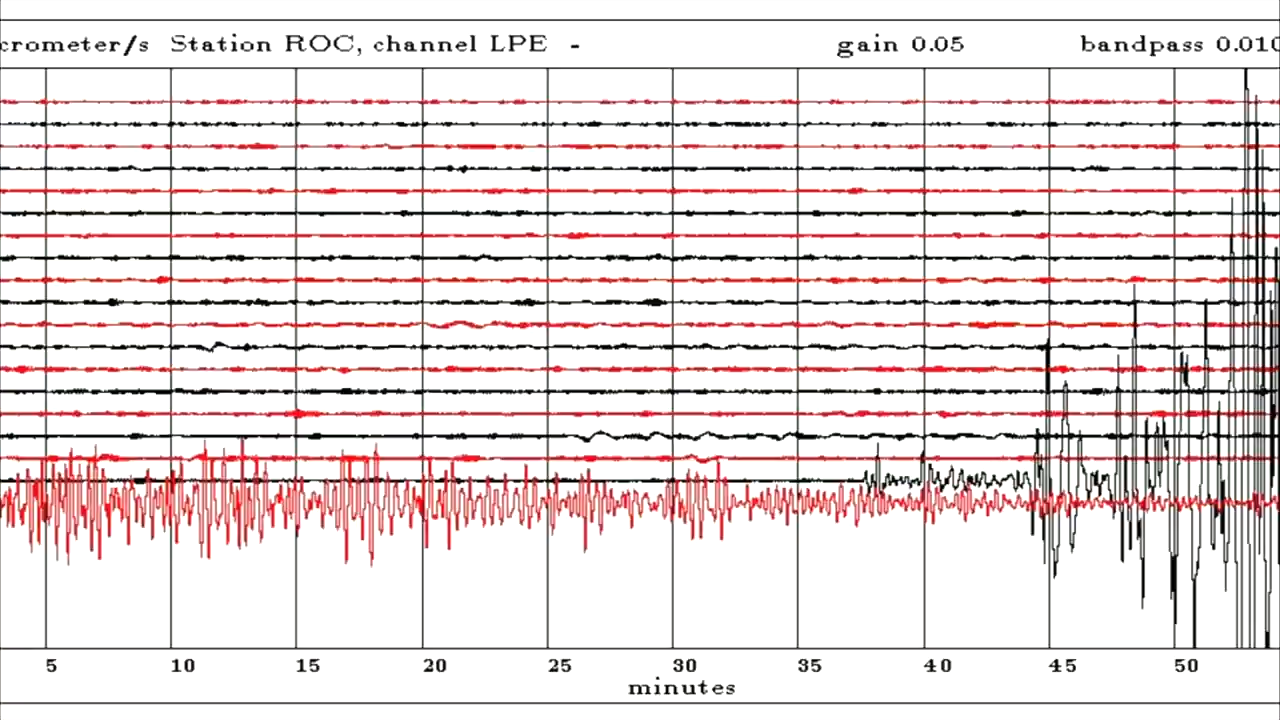 crometer/s Station ROC, channel LPE - gain 0.05 bandpass 0.010
5 10 15 20 25 30 35 40 45 50
minutes